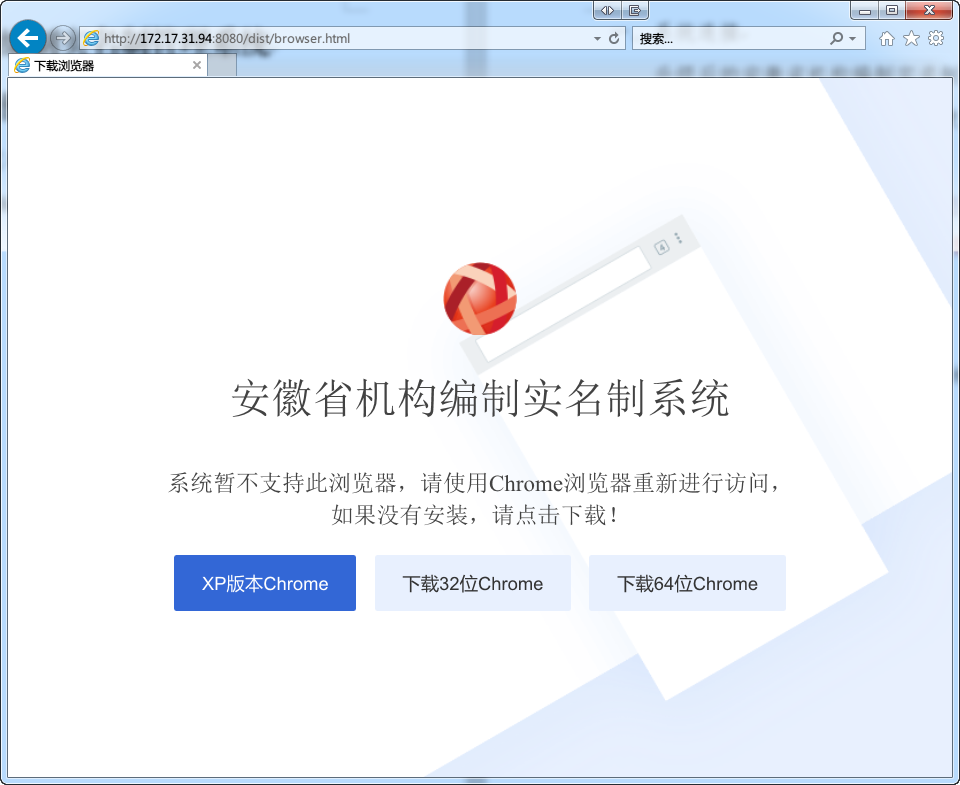 http://172.17.31.94:8080/dist/browser.html
搜索...
下载浏览器
4
安徽省机构编制实名制系统
系统暂不支持此浏览器，请使用Chrome浏览器重新进行访问，
如果没有安装，请点击下载！
XP版本Chrome
下载32位Chrome
下载64位Chrome